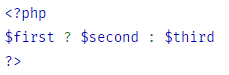 <?php
$first ? $second : $third
?>